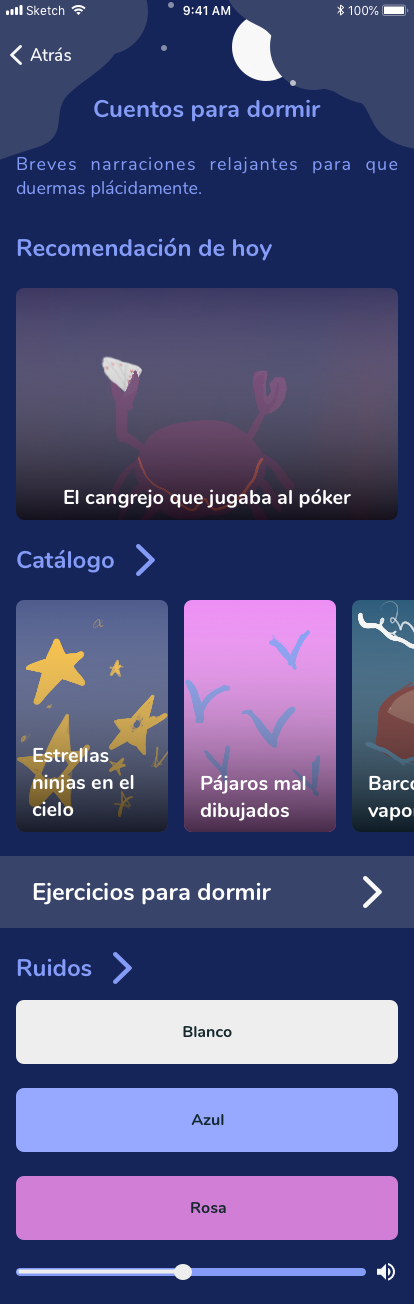 Sketch 9:41 AM 100%
Atrás
Cuentos para dormir
Breves narraciones relajantes para que
duermas plácidamente.
Recomendación de hoy
El cangrejo que jugaba al póker
Catálogo
Estrellas
ninjas en el
cielo
Pájaros mal
dibujados
Barco
vapo
Ejercicios para dormir
Ruidos
Blanco
Azul
Rosa